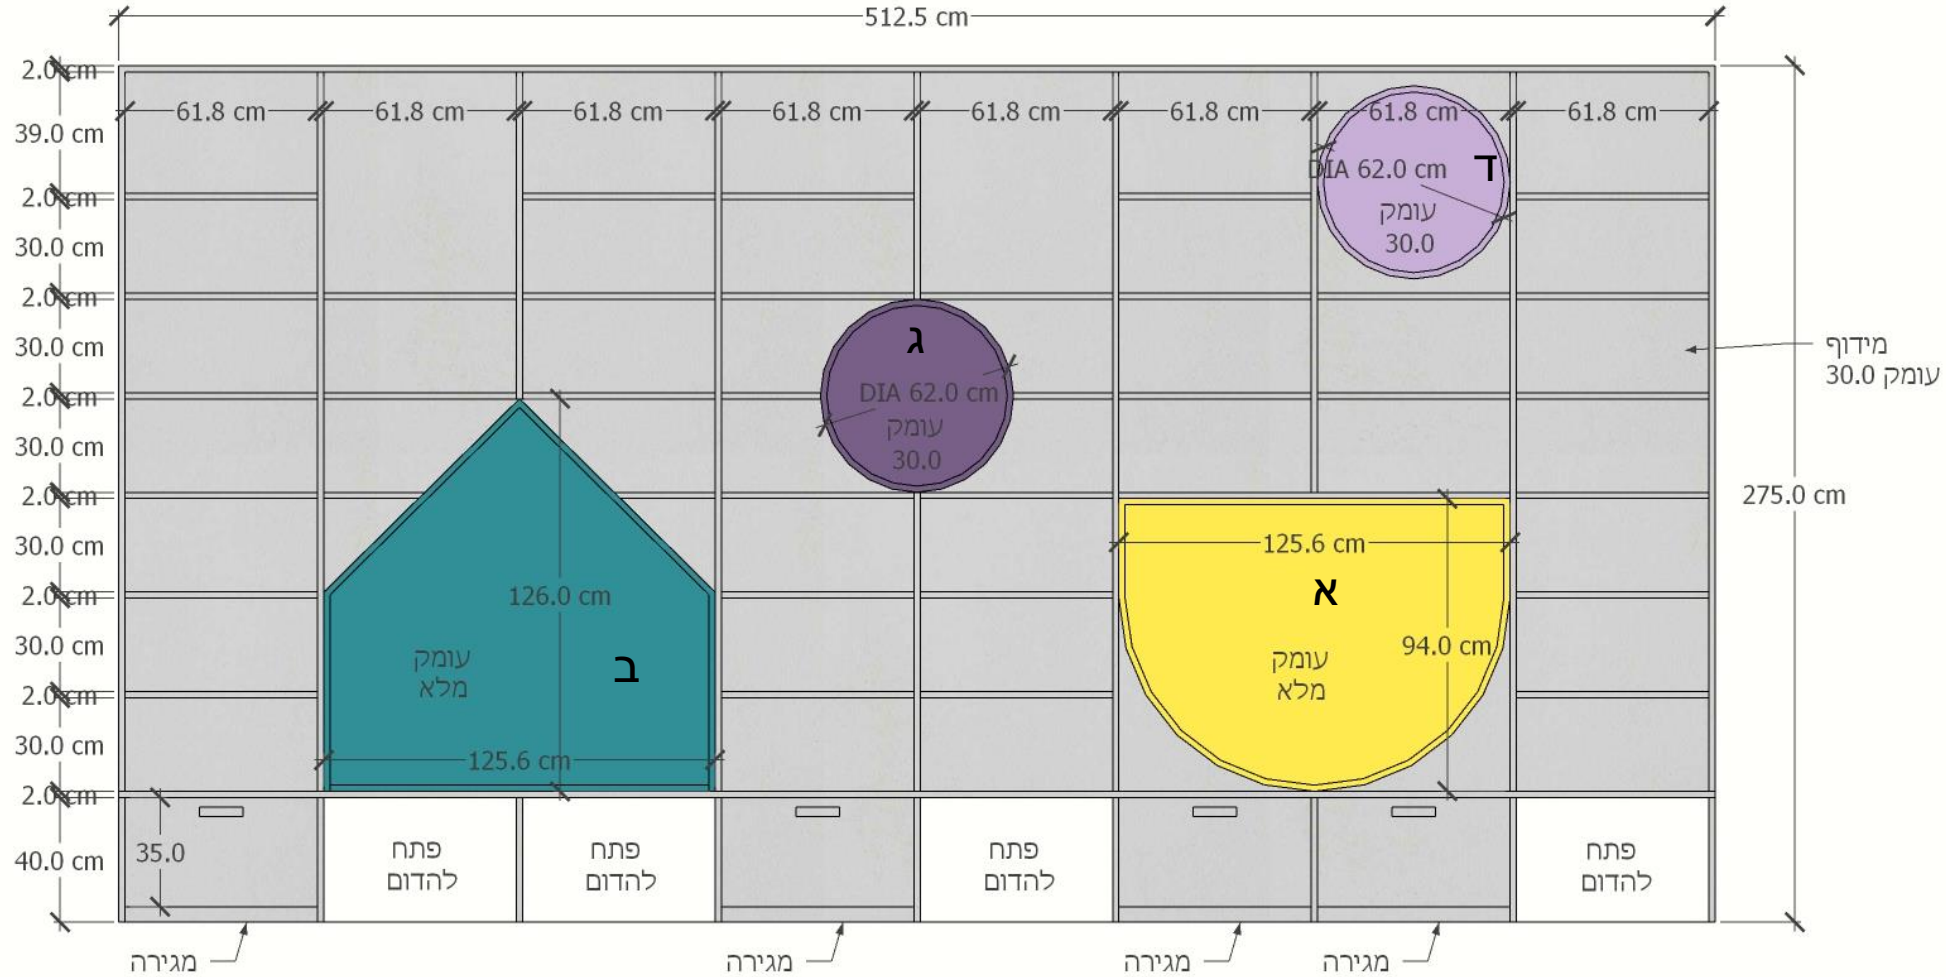 512.5 cm
2.0 cm
61.8 cm
61.8 cm
61.8 cm
61.8 cm
61.8 cm
61.8 cm
61.8 cm
61.8 cm
39.0 cm
2.0 cm
30.0 cm
2.0 cm
30.0 cm
2.0 cm
30.0 cm
2.0 cm
30.0 cm
2.0 cm
30.0 cm
2.0 cm
30.0 cm
2.0 cm
40.0 cm
35.0
ד
DIA 62.0 cm
עומק
30.0
ג
DIA 62.0 cm
עומק
30.0
מידוף
עומק 30.0
275.0 cm
125.6 cm
א
94.0 cm
עומק
מלא
126.0 cm
ב
עומק
מלא
125.6 cm
פתח
להדום
פתח
להדום
פתח
להדום
פתח
להדום
מגירה
מגירה
מגירה
מגירה